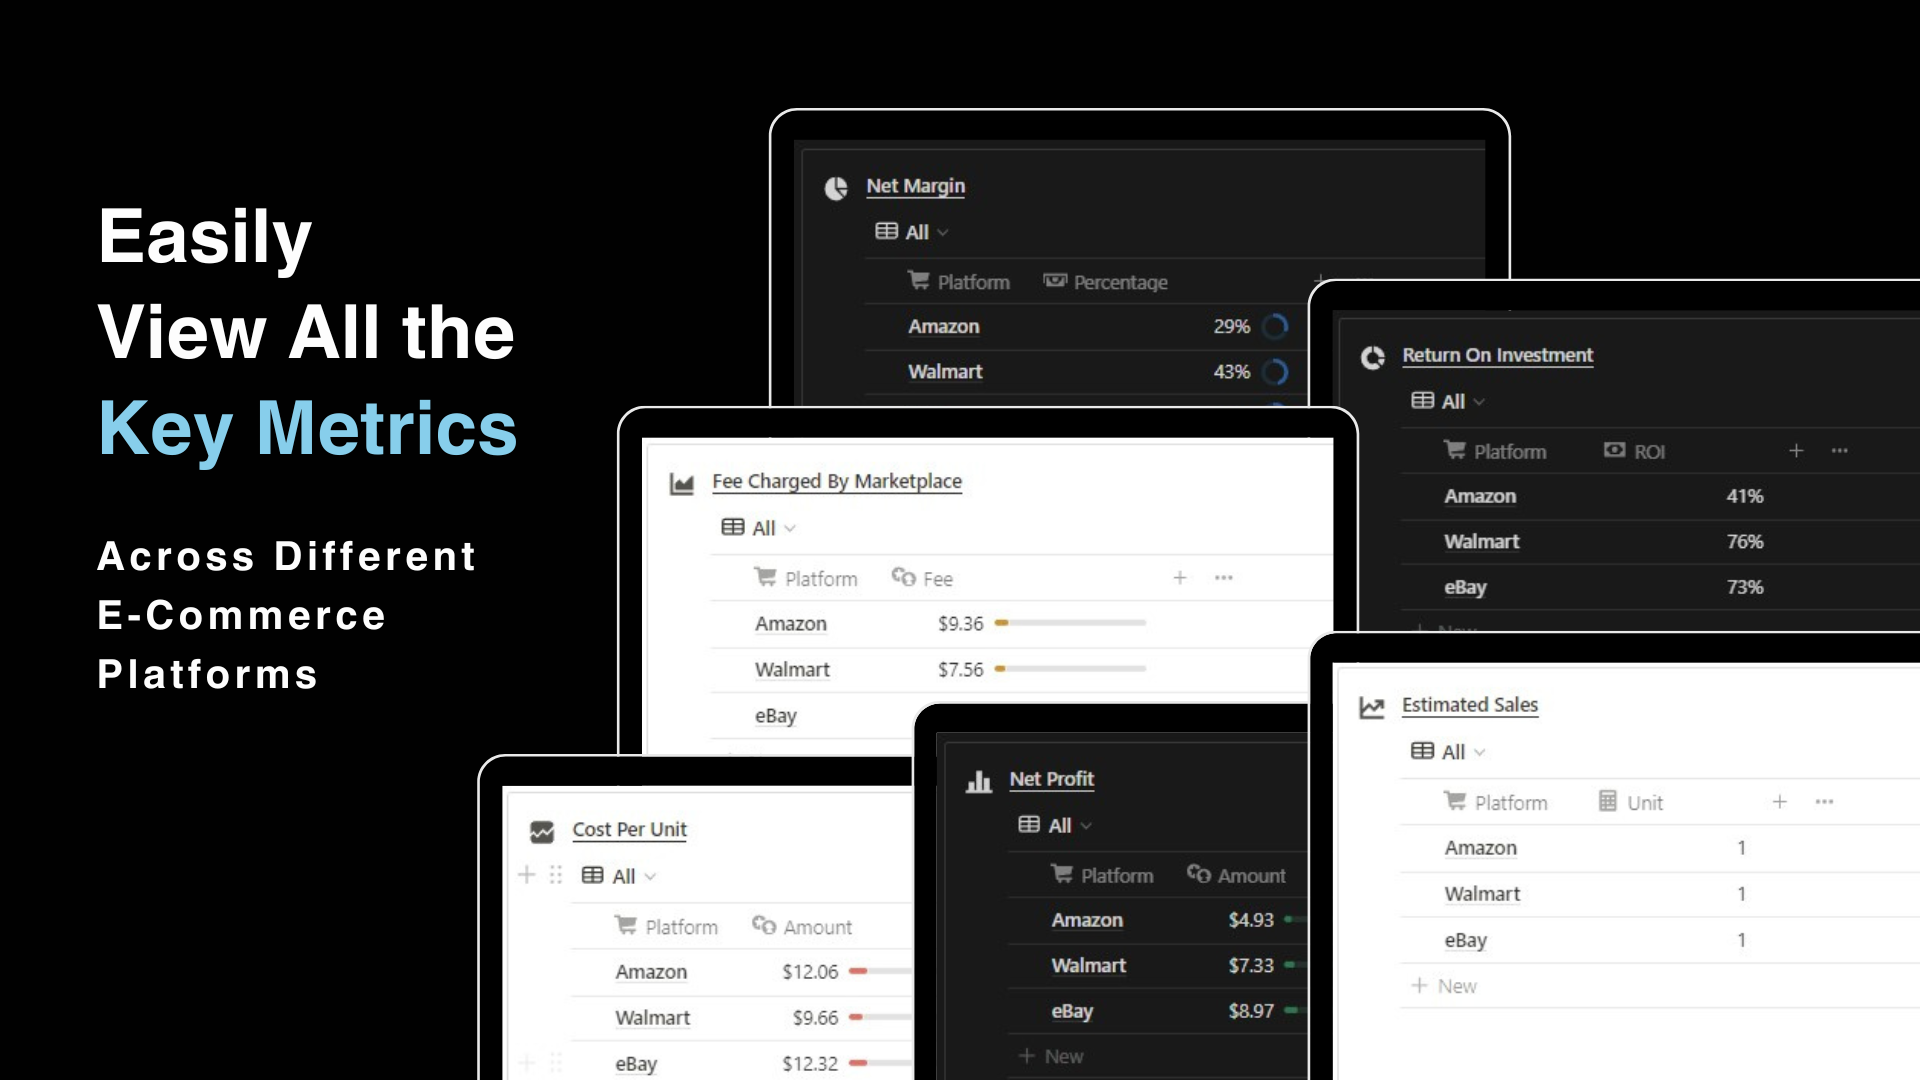 Easily
View All the
Key Metrics
Across Different
E-Commerce
Platforms
Net Margin
All
Platform Percentage
Amazon 29%
Walmart 43%
Return On Investment
All
Platform ROI
Amazon 41%
Walmart 76%
eBay 73%
New
Fee Charged By Marketplace
All
Platform Fee
Amazon $9.36
Walmart $7.56
eBay
Estimated Sales
All
Platform Unit
Amazon 1
Walmart 1
eBay 1
New
Net Profit
All
Platform Amount
Amazon $4.93
Walmart $7.33
eBay $8.97
New
Cost Per Unit
All
Platform Amount
Amazon $12.06
Walmart $9.66
eBay $12.32